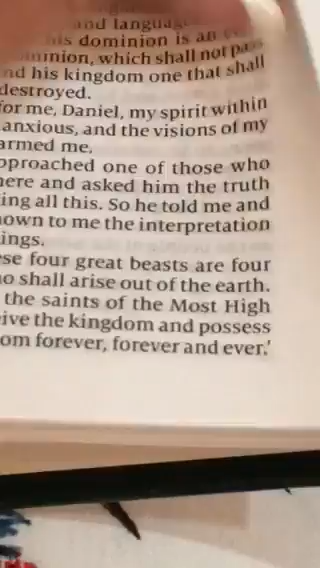 and languag
his dominion is an
minion, which shall not pass
nd his kingdom one that shall
destroyed.
for me, Daniel, my spirit within
anxious, and the visions of my
armed me.
pproached one of those who
here and asked him the truth
ing all this. So he told me and
nown to me the interpretation
ings.
se four great beasts are four
o shall arise out of the earth.
the saints of the Most High
ive the kingdom and possess
om forever, forever and ever.'